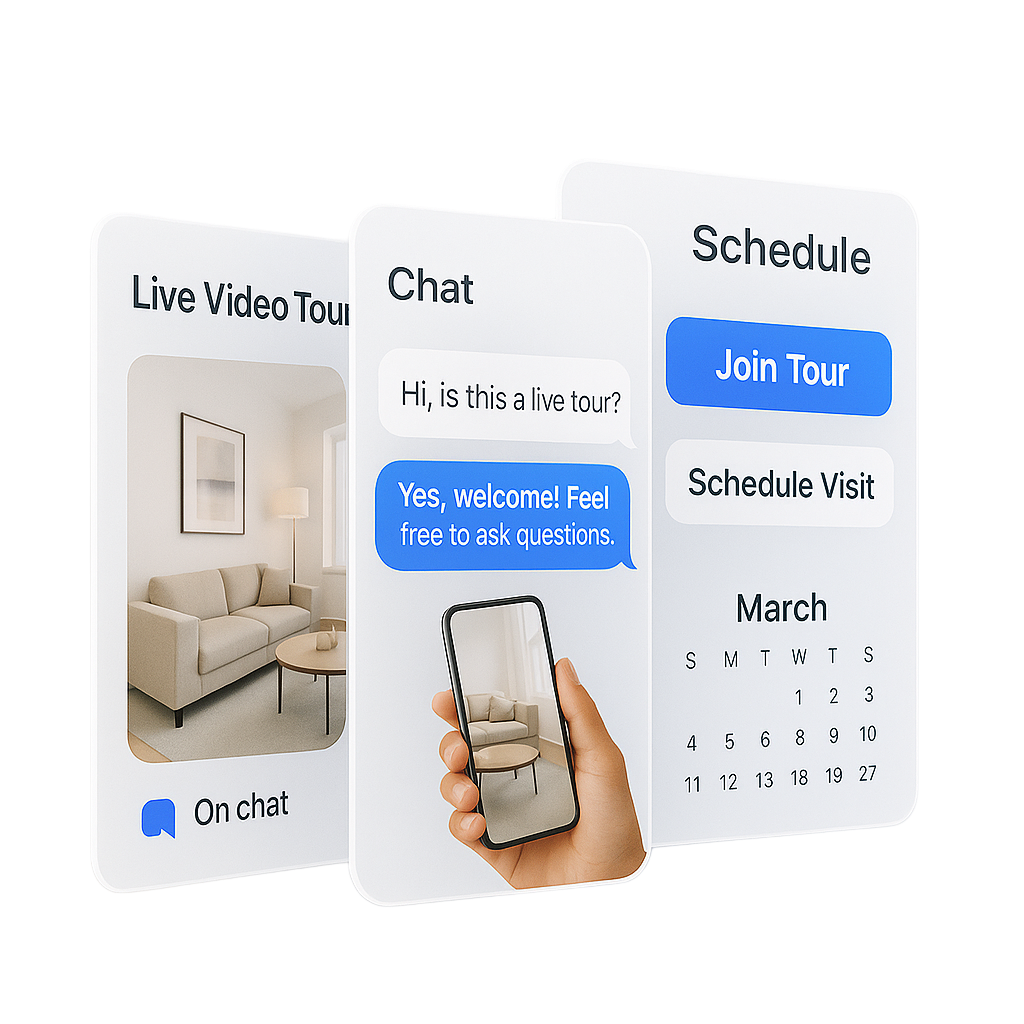 Live Video Tour
On chat
Chat
Hi, is this a live tour?
Yes, welcome! Feel
free to ask questions.
Schedule
Join Tour
Schedule Visit
March
S M T W T S
1 2 3
4 5 6 8 9 10
11 12 13 18 19 27